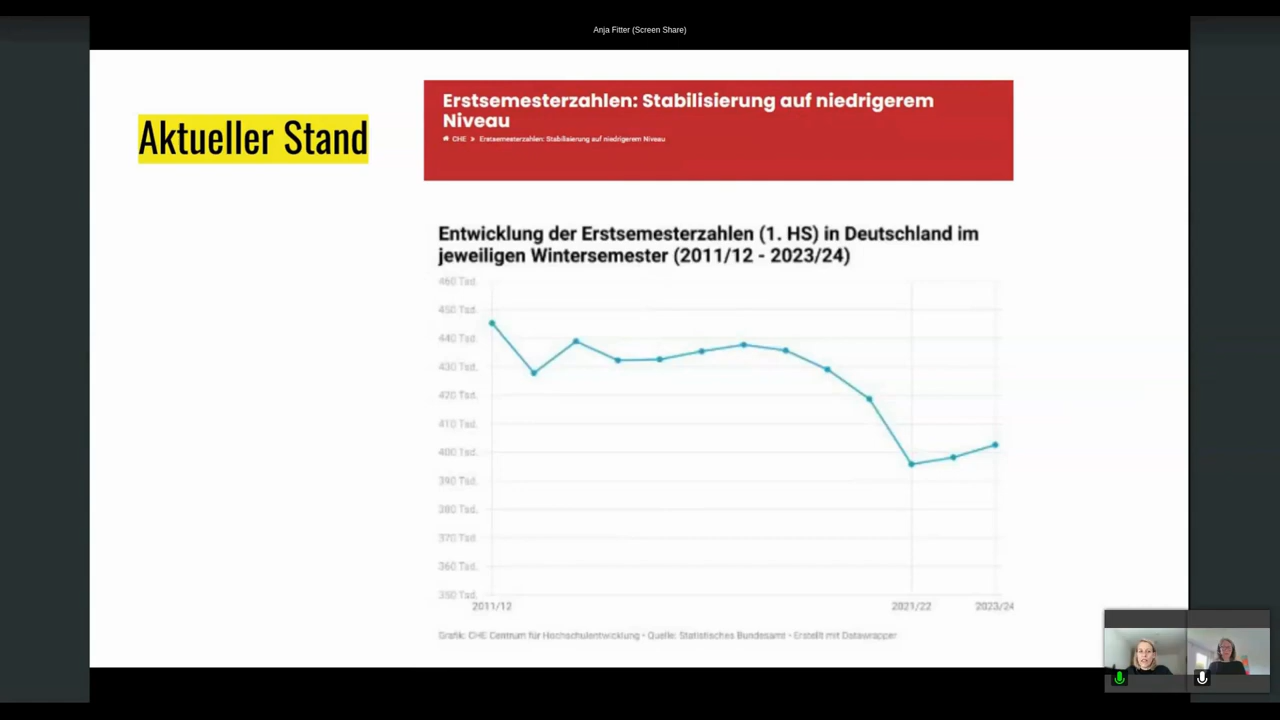 Anja Fitter (Screen Share)
Aktueller Stand
Erstsemesterzahlen: Stabilisierung auf niedrigerem
Niveau
CHE > Erstsemesterzahlen: Stabilisierung auf niedrigerem Niveau
Entwicklung der Erstsemesterzahlen (1. HS) in Deutschland im
jeweiligen Wintersemester (2011/12 - 2023/24)
460 Tsd.
450 Tsd.
440 Tsd.
430 Tsd.
420 Tsd.
410 Tsd.
400 Tsd.
390 Tsd.
380 Tsd.
370 Tsd.
360 Tsd.
350 Tsd.
2011/12 2021/22 2023/24
Grafik: CHE Centrum für Hochschulentwicklung • Quelle: Statistisches Bundesamt • Erstellt mit Datawrapper